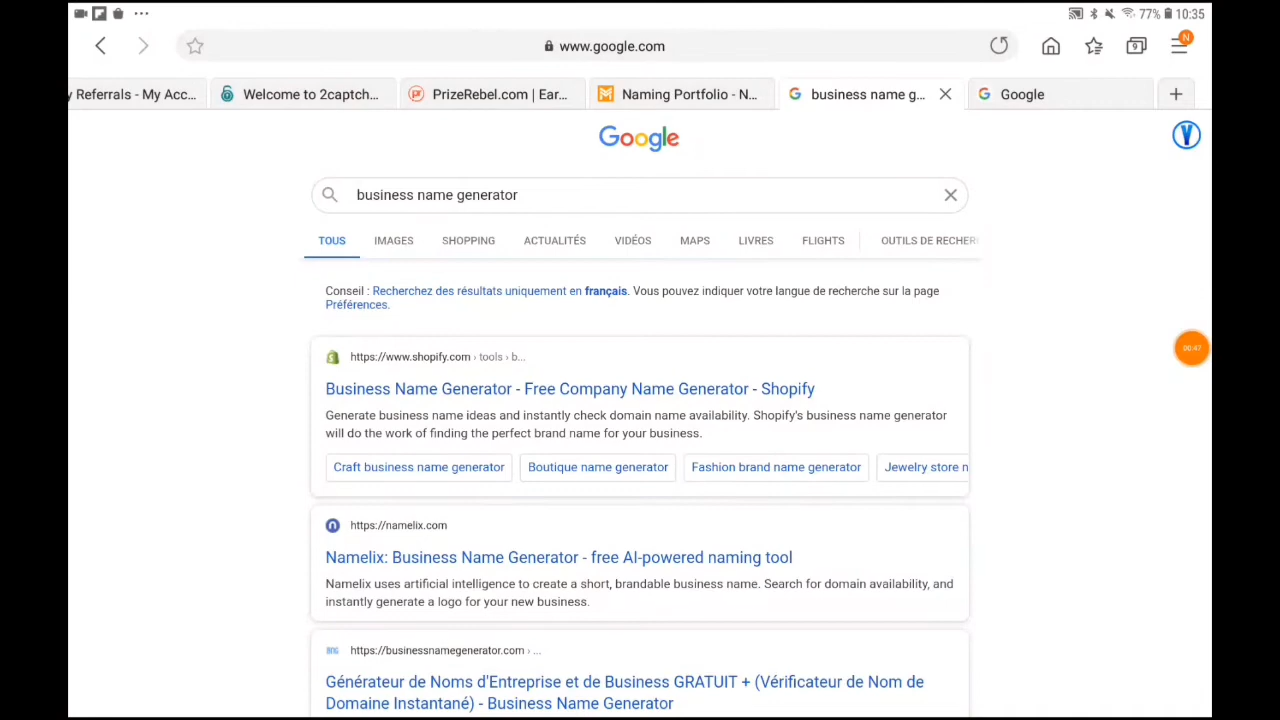 77% 10:35
www.google.com
9
N
y Referrals - My Acc...
Welcome to 2captch...
PrizeRebel.com | Ear...
Naming Portfolio - N...
business name g...
Google
Google
business name generator
TOUS IMAGES SHOPPING ACTUALITÉS VIDÉOS MAPS LIVRES FLIGHTS OUTILS DE RECHER
Conseil : Recherchez des résultats uniquement en français. Vous pouvez indiquer votre langue de recherche sur la page
Préférences.
https://www.shopify.com › tools › b...
Business Name Generator - Free Company Name Generator - Shopify
Generate business name ideas and instantly check domain name availability. Shopify's business name generator
will do the work of finding the perfect brand name for your business.
Craft business name generator
Boutique name generator
Fashion brand name generator
Jewelry store n
00:47
https://namelix.com
Namelix: Business Name Generator - free AI-powered naming tool
Namelix uses artificial intelligence to create a short, brandable business name. Search for domain availability, and
instantly generate a logo for your new business.
https://businessnamegenerator.com › ...
Générateur de Noms d'Entreprise et de Business GRATUIT + (Vérificateur de Nom de
Domaine Instantané) - Business Name Generator